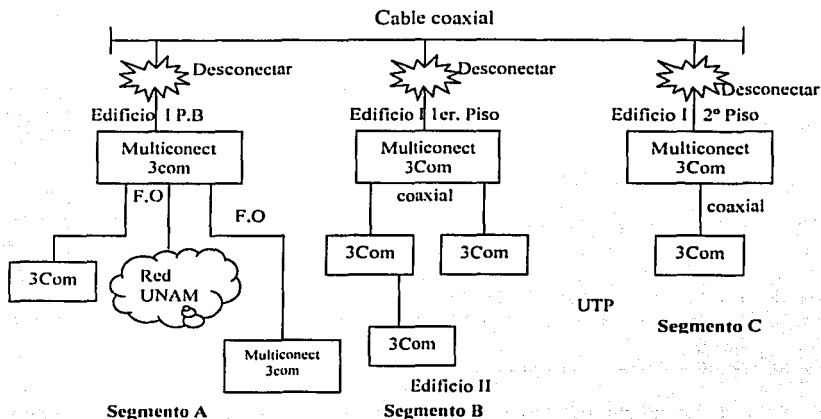 Cable coaxial
Desconectar
Desconectar
Desconectar
Edificio I P.B
Edificio I 1er. Piso
Edificio I 2º Piso
Multiconect
3com
Multiconect
3Com
Multiconect
3Com
F.O
F.O
coaxial
coaxial
3Com
Red
UNAM
3Com
3Com
3Com
UTP
Segmento C
Multiconect
3com
3Com
Edificio II
Segmento A
Segmento B